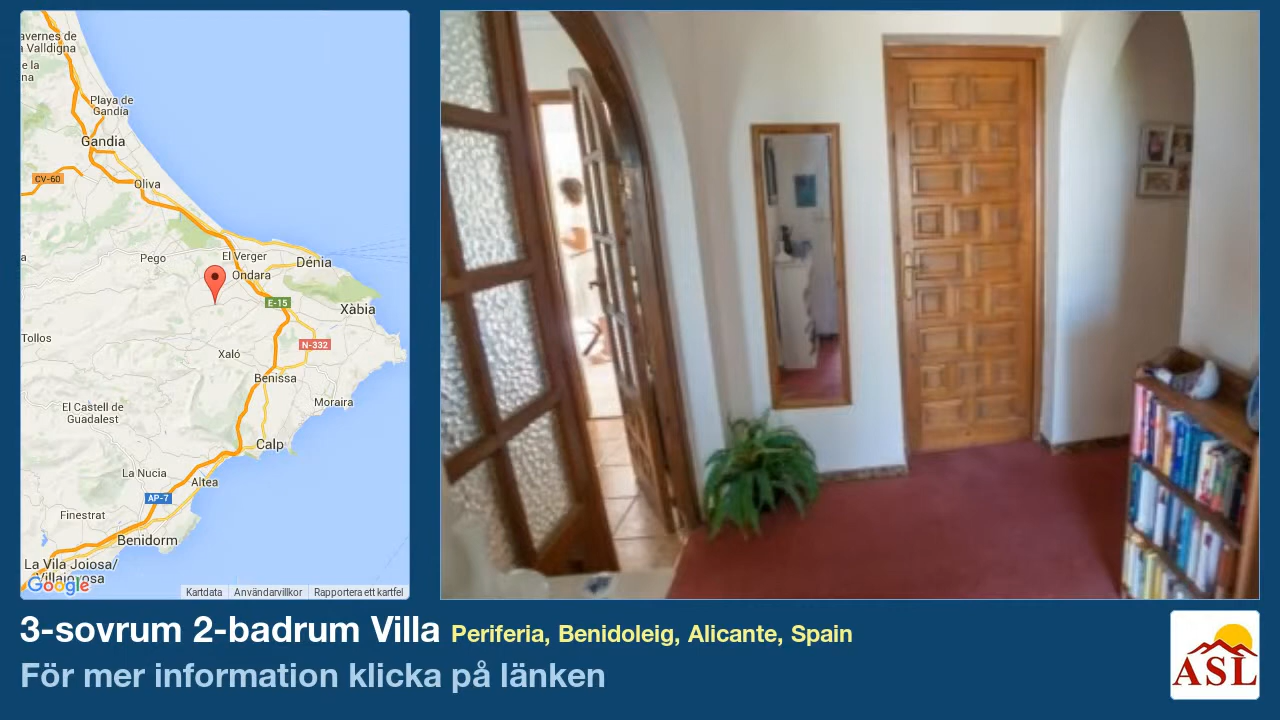 avernes de
a Valldigna
e la
na
Playa de
Gandia
Gandia
CV-60
Oliva
a
Pego
El Verger
Ondara
Dénia
E-15
Xàbia
Tollos
N-332
Xaló
Benissa
El Castell de
Guadalest
Moraira
Calp
La Nucia
Altea
AP-7
Finestrat
Benidorm
La Vila Joiosa/
Villajoyosa
Google
Kartdata
Användarvillkor
Rapportera ett kartfel
3-sovrum 2-badrum Villa Periferia, Benidoleig, Alicante, Spain
För mer information klicka på länken
ASL